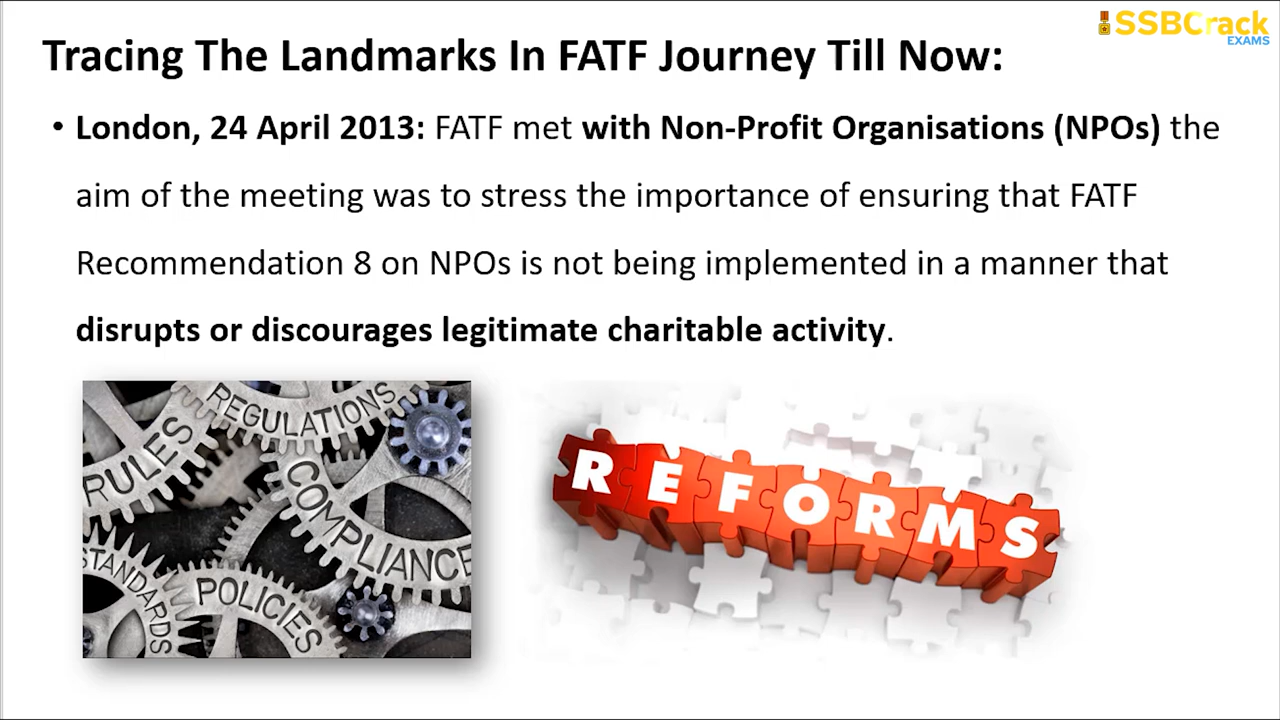 SSBCrack
EXAMS
Tracing The Landmarks In FATF Journey Till Now:
• London, 24 April 2013: FATF met with Non-Profit Organisations (NPOs) the
aim of the meeting was to stress the importance of ensuring that FATF
Recommendation 8 on NPOs is not being implemented in a manner that
disrupts or discourages legitimate charitable activity.
REGULATIONS
RULES
COMPLIANCE
STANDARDS
POLICIES
REFORMS